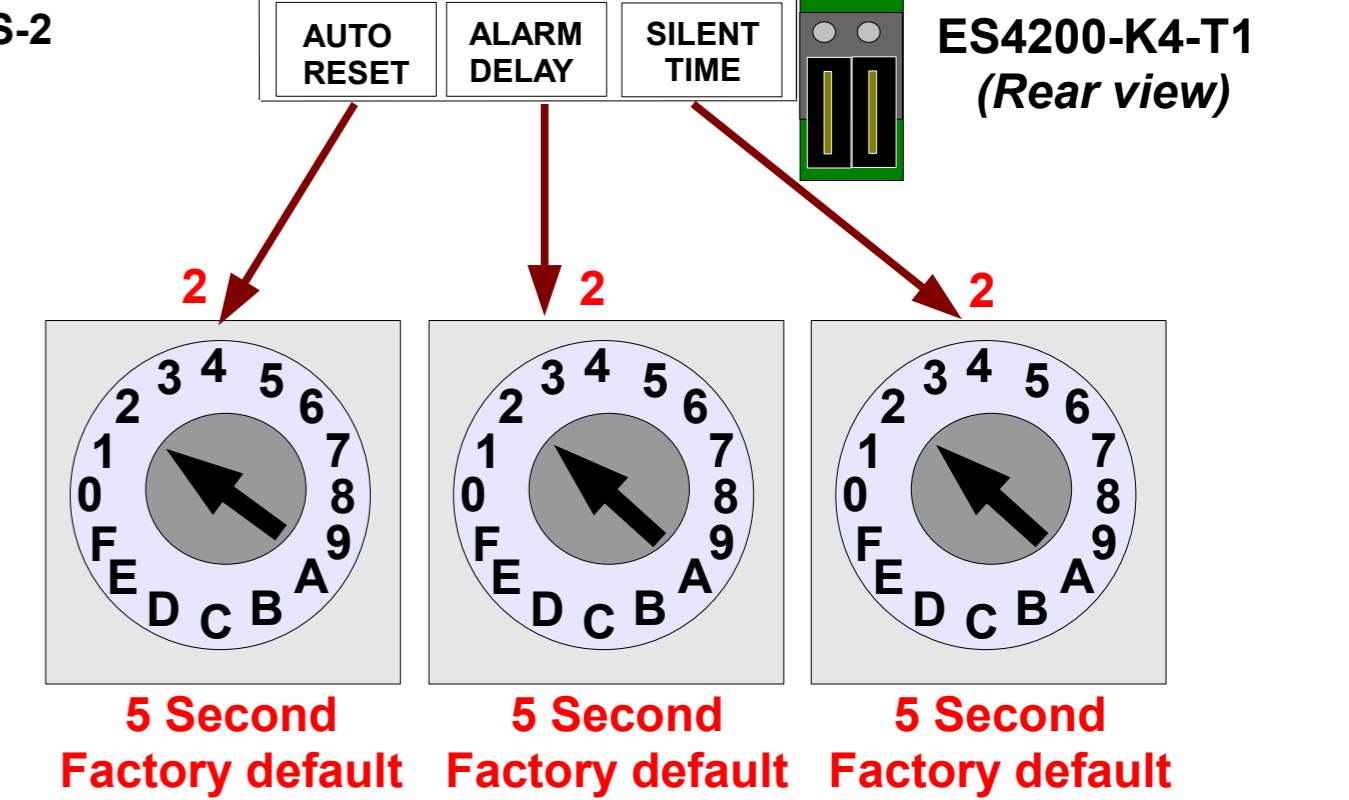 S-2
AUTO
RESET
ALARM
DELAY
SILENT
TIME
ES4200-K4-T1
(Rear view)
2
2
2
0 1 2 3 4 5 6 7 8 9 A B C D E F
0 1 2 3 4 5 6 7 8 9 A B C D E F
0 1 2 3 4 5 6 7 8 9 A B C D E F
5 Second
Factory default
5 Second
Factory default
5 Second
Factory default